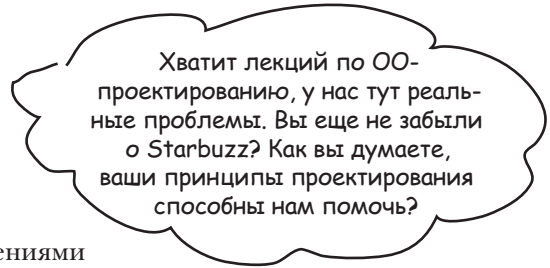 Хватит лекций по ОО-
проектированию, у нас тут реаль-
ные проблемы. Вы еще не забыли
о Starbuzz? Как вы думаете,
ваши принципы проектирования
способны нам помочь?
ениями